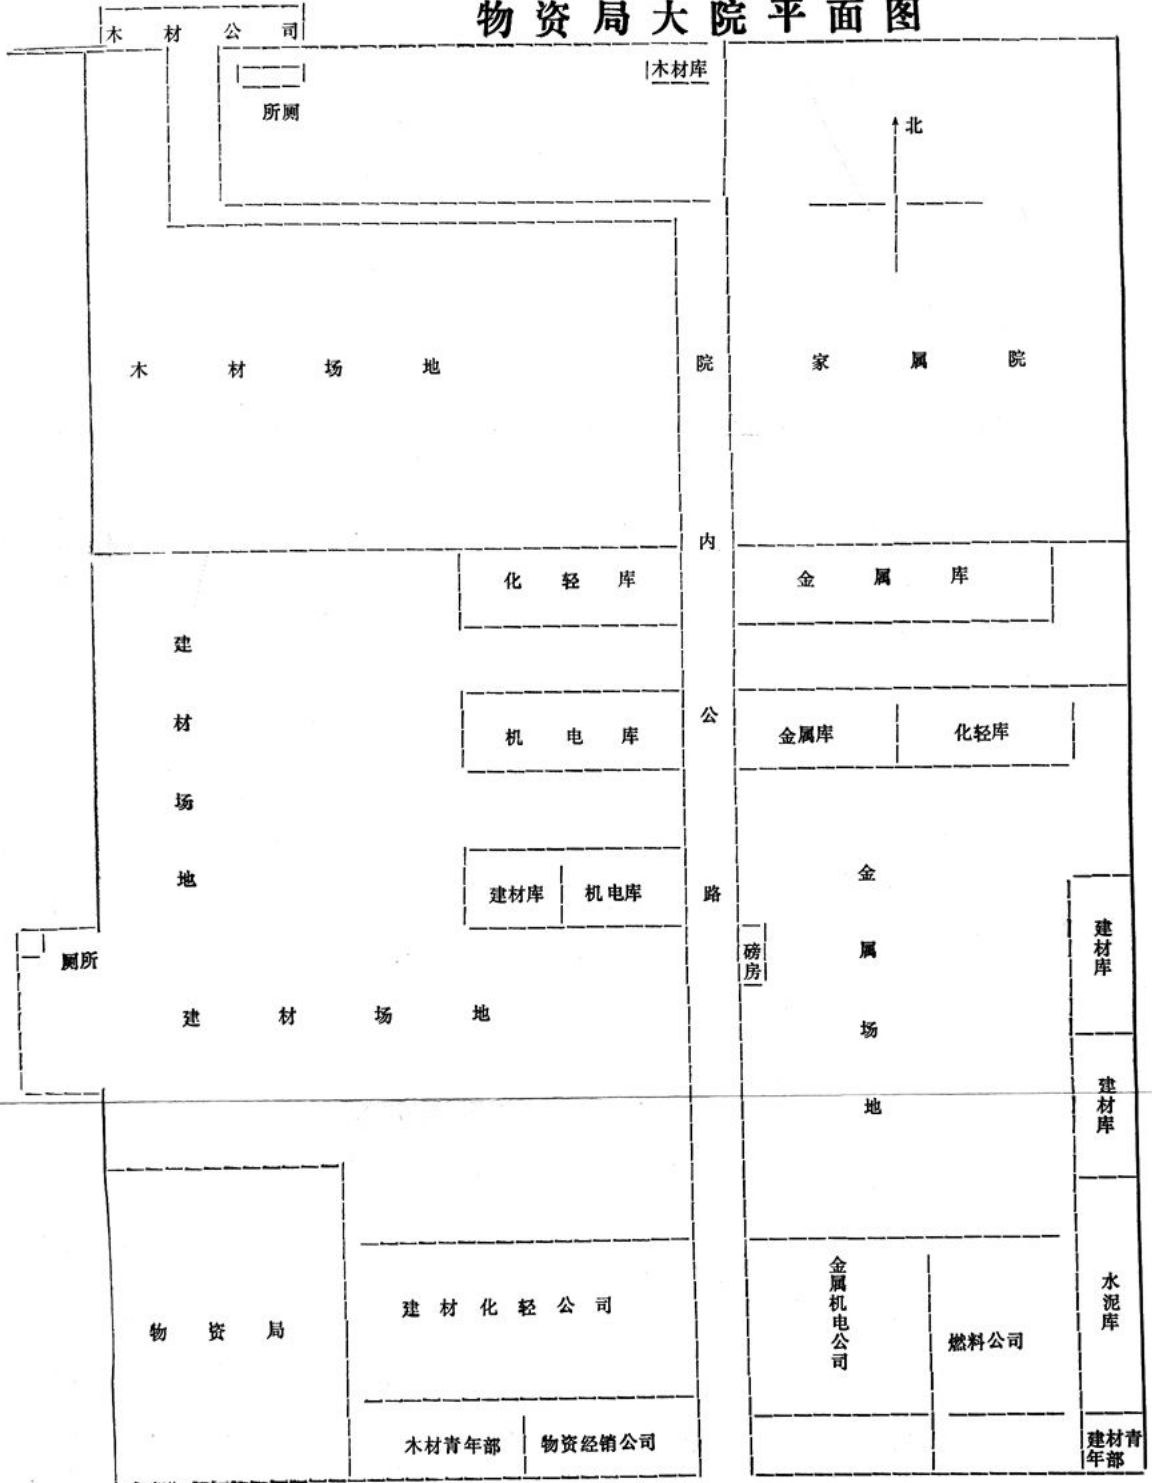 物资局大院平面图
木材公司
所厕
木材库
北
木材场地
院内公路
家属院
化轻库
金属库
建材场地
机电库
金属库
化轻库
建材库
机电库
金属场地
建材库
厕所
磅房
建材场地
建材库
物资局
建材化轻公司
金属机电公司
燃料公司
水泥库
木材青年部
物资经销公司
建材青
年部